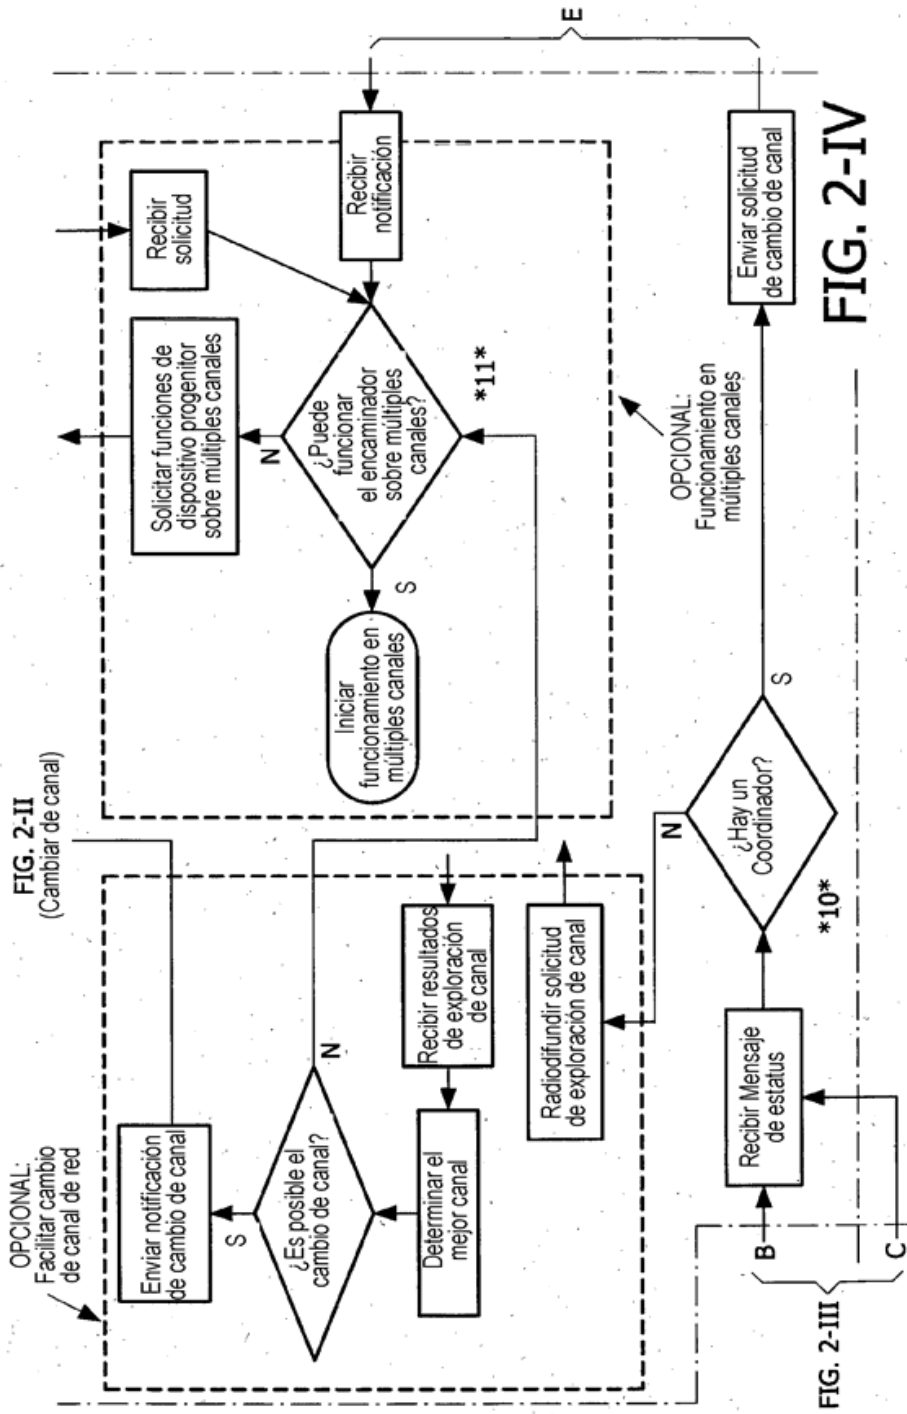 FIG. 2-II
(Cambiar de canal)
OPCIONAL:
Facilitar cambio
de canal de red
Enviar notificación
de cambio de canal
S
¿Es posible el
cambio de canal?
N
Determinar el
mejor canal
Recibir resultados
de exploración
de canal
Radiodifundir solicitud
de exploración de canal
Solicitar funciones de
dispositivo progenitor
sobre múltiples canales
Recibir
solicitud
N
¿Puede
funcionar
el encaminador
sobre múltiples
canales?
*11*
S
Iniciar
funcionamiento en
múltiples canales
Recibir
notificación
E
OPCIONAL:
Funcionamiento en
múltiples canales
FIG. 2-III
B
C
Recibir Mensaje
de estatus
¿Hay un
Coordinador?
*10*
N
S
Enviar solicitud
de cambio de canal
FIG. 2-IV